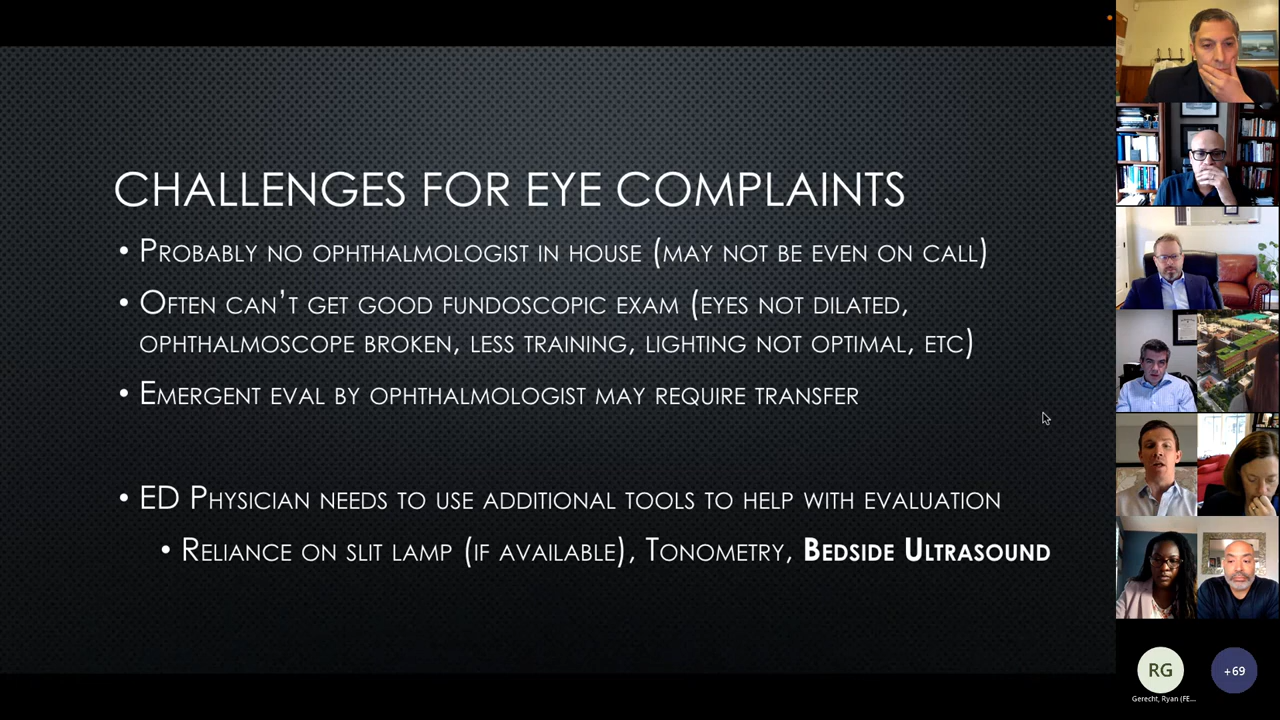 CHALLENGES FOR EYE COMPLAINTS
• PROBABLY NO OPHTHALMOLOGIST IN HOUSE (MAY NOT BE EVEN ON CALL)
• OFTEN CAN'T GET GOOD FUNDOSCOPIC EXAM (EYES NOT DILATED,
OPHTHALMOSCOPE BROKEN, LESS TRAINING, LIGHTING NOT OPTIMAL, ETC)
• EMERGENT EVAL BY OPHTHALMOLOGIST MAY REQUIRE TRANSFER
• ED PHYSICIAN NEEDS TO USE ADDITIONAL TOOLS TO HELP WITH EVALUATION
• RELIANCE ON SLIT LAMP (IF AVAILABLE), TONOMETRY, BEDSIDE ULTRASOUND
RG
+69
Gerecht, Ryan (FE...